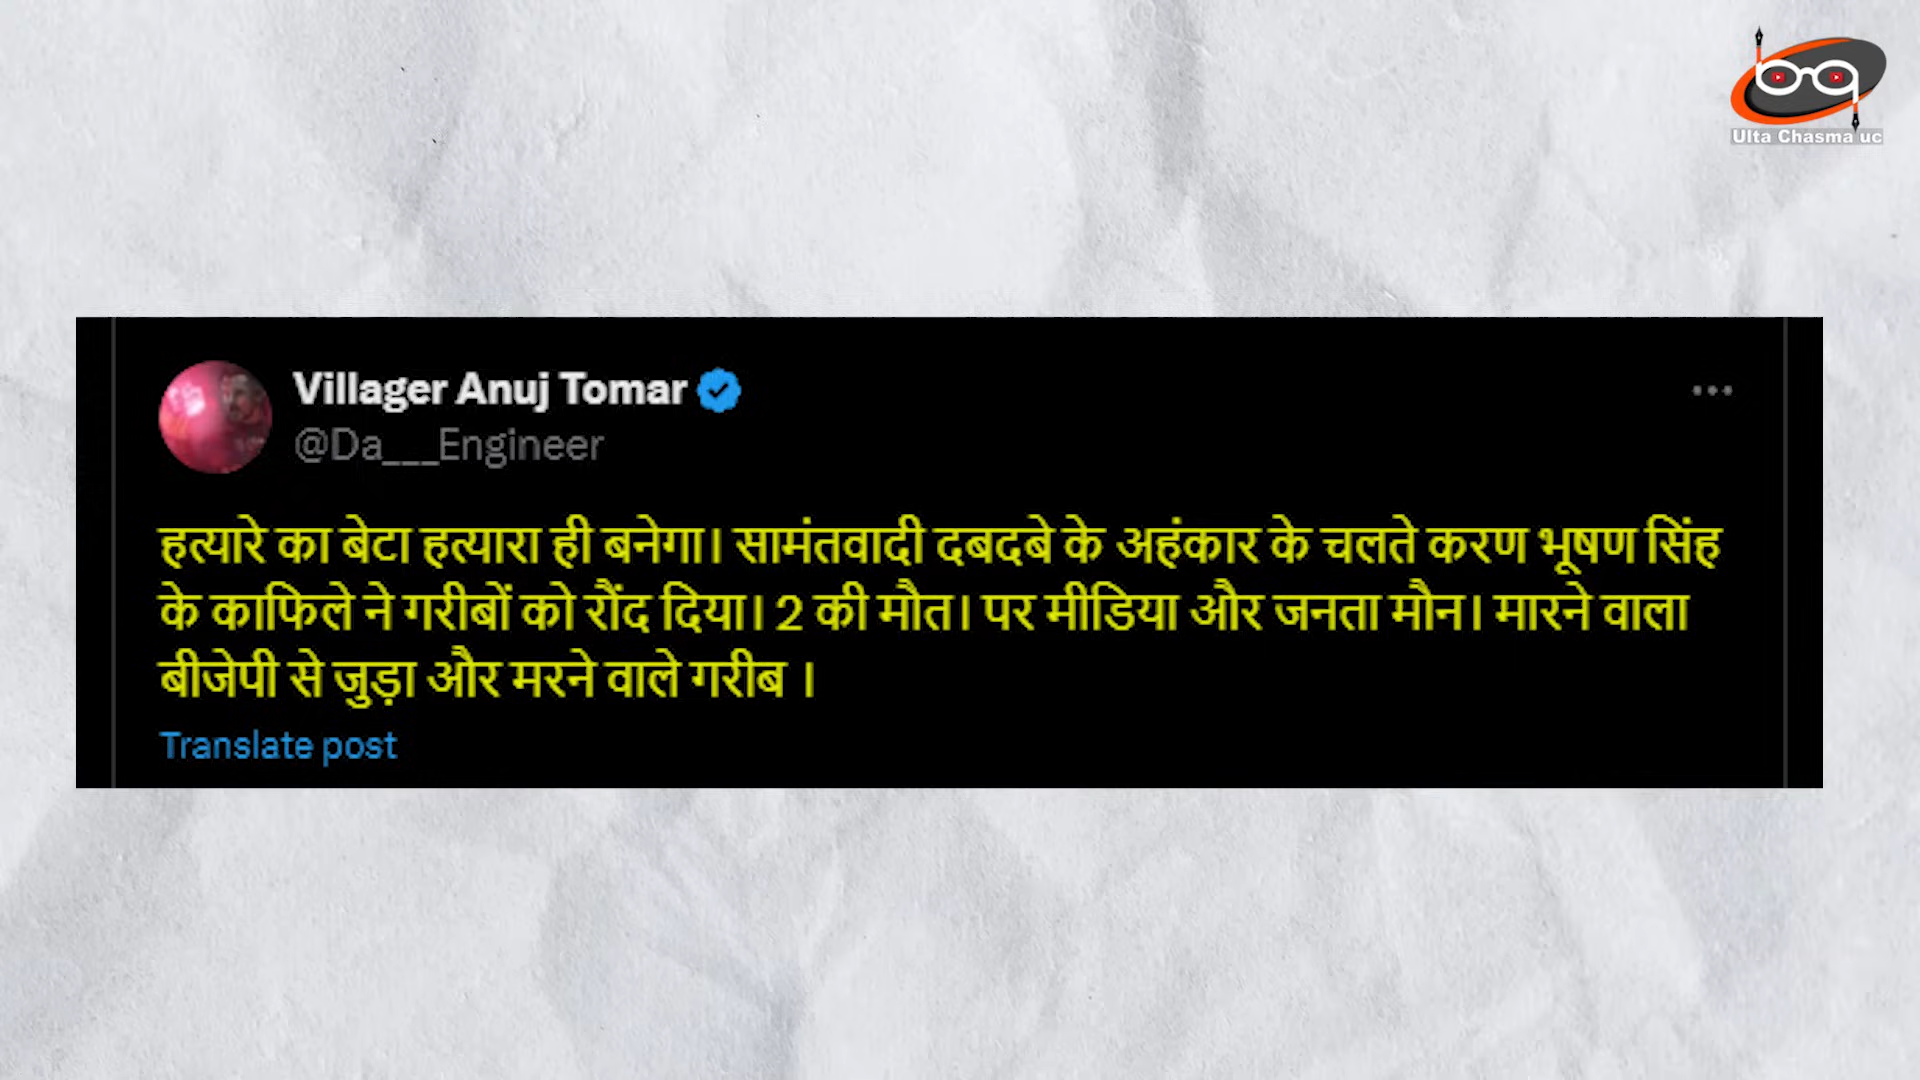 Ulta Chasma uc
Villager Anuj Tomar
@Da___Engineer
हत्यारे का बेटा हत्यारा ही बनेगा। सामंतवादी दबदबे के अहंकार के चलते करण भूषण सिंह
के काफिले ने गरीबों को रौंद दिया। 2 की मौत। पर मीडिया और जनता मौन। मारने वाला
बीजेपी से जुड़ा और मरने वाले गरीब ।
Translate post